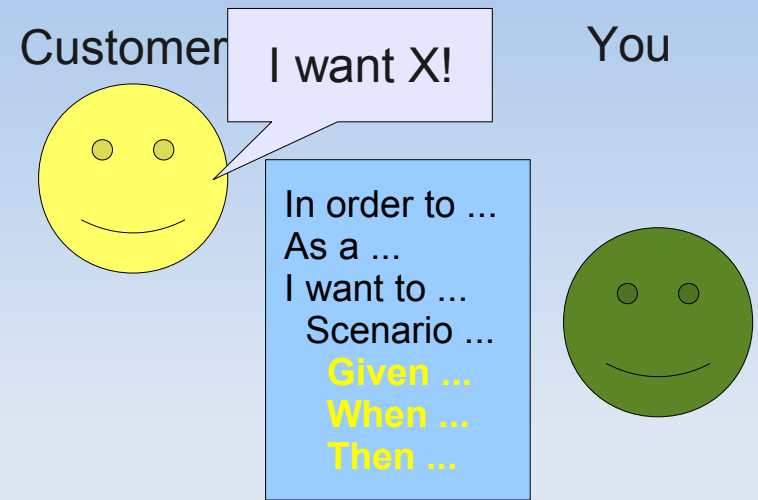 Customer
I want X!
You
In order to ...
As a ...
I want to ...
Scenario ...
Given ...
When ...
Then ...